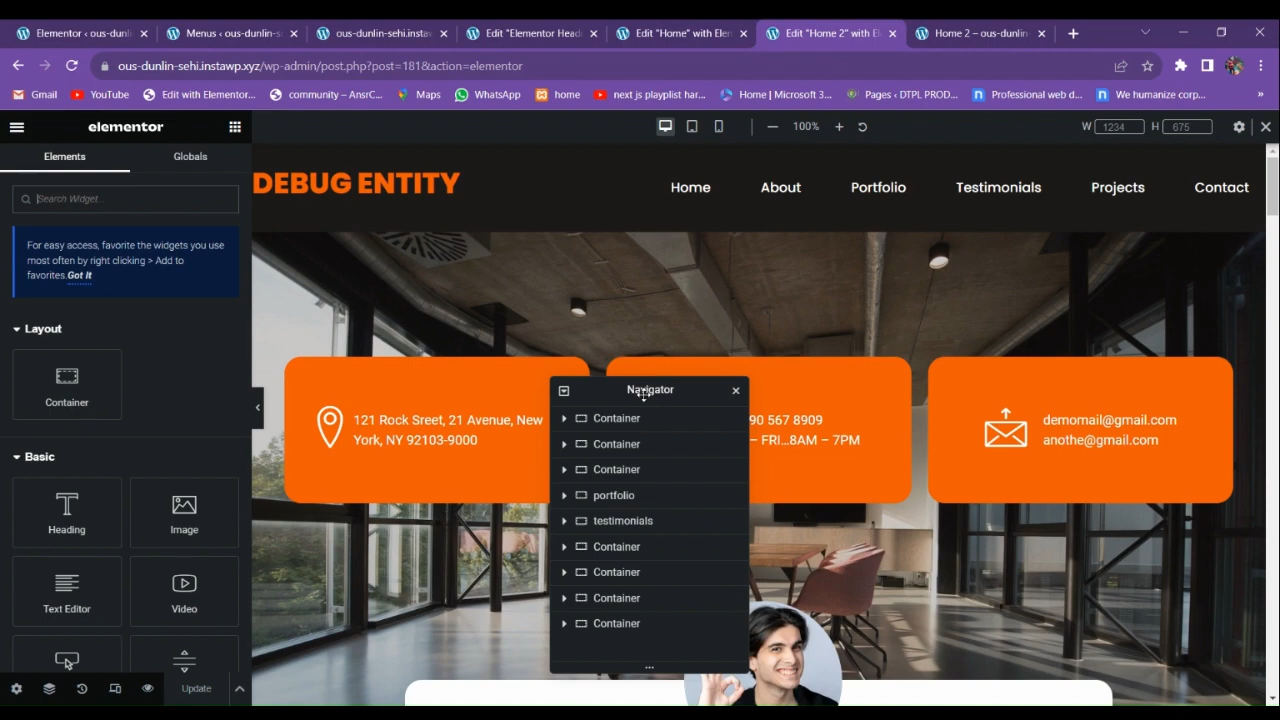 Elementor ‹ ous-dunl
Menus ‹ ous-dunlin-s
ous-dunlin-sehi.instaw
Edit "Elementor Head
Edit "Home" with Elem
Edit "Home 2" with El
Home 2 – ous-dunlin
ous-dunlin-sehi.instawp.xyz/wp-admin/post.php?post=181&action=elementor
Gmail
YouTube
Edit with Elementor...
community – AnsrC...
Maps
WhatsApp
home
next js playlist har...
Home | Microsoft 3...
Pages ‹ DTPL PROD...
Professional web d...
We humanize corp...
»
elementor
100%
W 1234 H 675
Elements
Globals
Search Widget...
For easy access, favorite the widgets you use
most often by right clicking > Add to
favorites.Got It
Layout
Container
Basic
Heading
Image
Text Editor
Video
Update
DEBUG ENTITY
Home
About
Portfolio
Testimonials
Projects
Contact
121 Rock Sreet, 21 Avenue, New
York, NY 92103-9000
90 567 8909
– FRI...8AM – 7PM
demomail@gmail.com
anothe@gmail.com
Navigator
Container
Container
Container
portfolio
testimonials
Container
Container
Container
Container